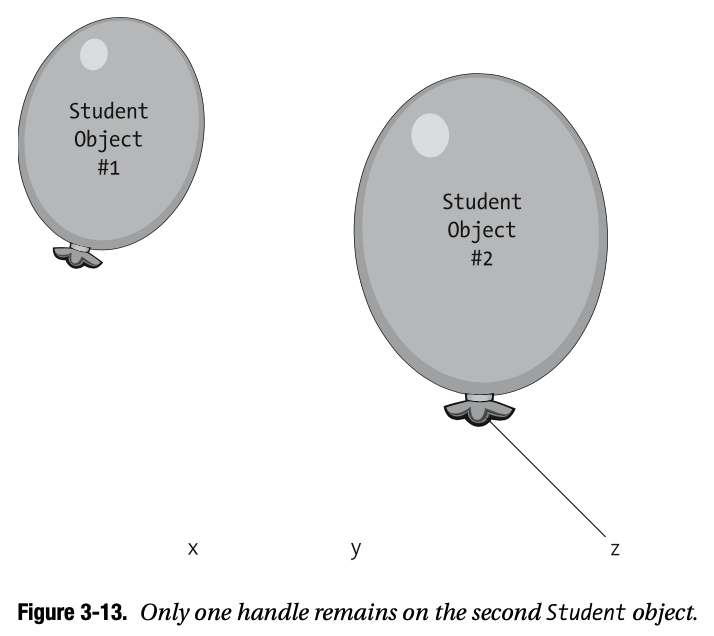 Student
Object
#1
Student
Object
#2
x y z
Figure 3-13. Only one handle remains on the second Student object.